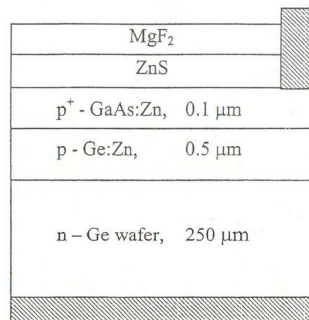 MgF₂
ZnS
p⁺ - GaAs:Zn, 0.1 µm
p - Ge:Zn, 0.5 µm
n – Ge wafer, 250 µm